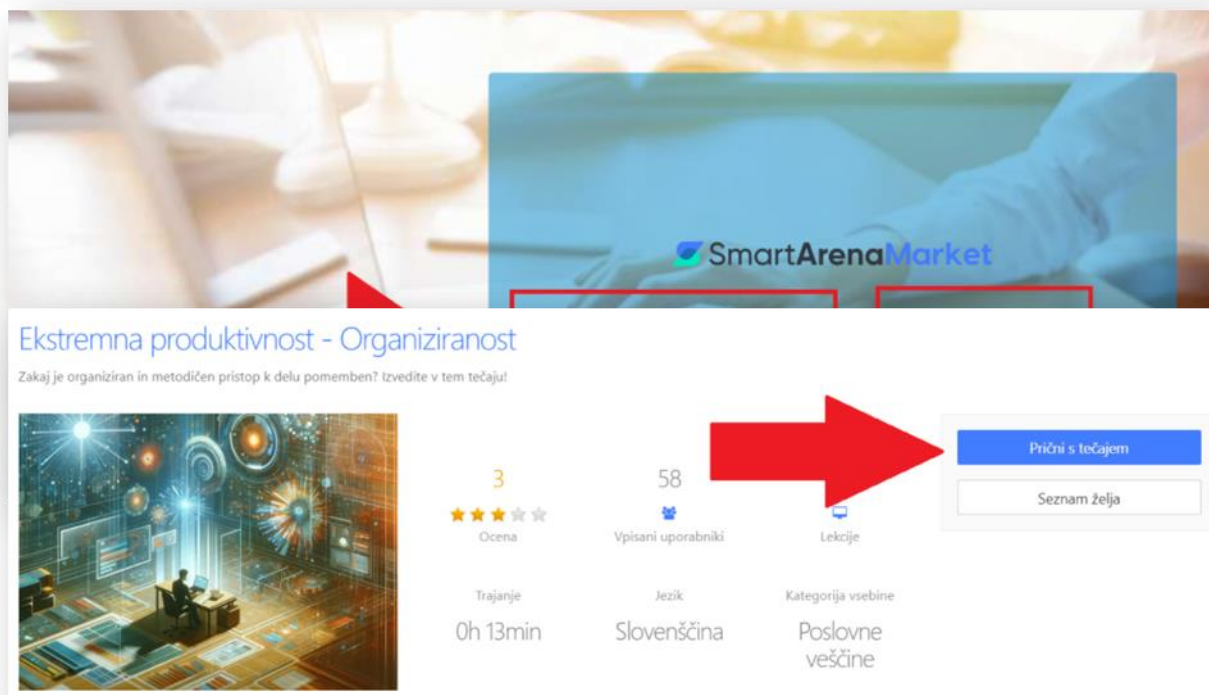 SmartArenaMarket
Ekstremna produktivnost - Organiziranost
Zakaj je organiziran in metodičen pristop k delu pomemben? Izvedite v tem tečaju!
3
58
Ocena
Vpisani uporabniki
Lekcije
Prični s tečajem
Seznam želja
Trajanje
Jezik
Kategorija vsebine
0h 13min
Slovenščina
Poslovne
veščine